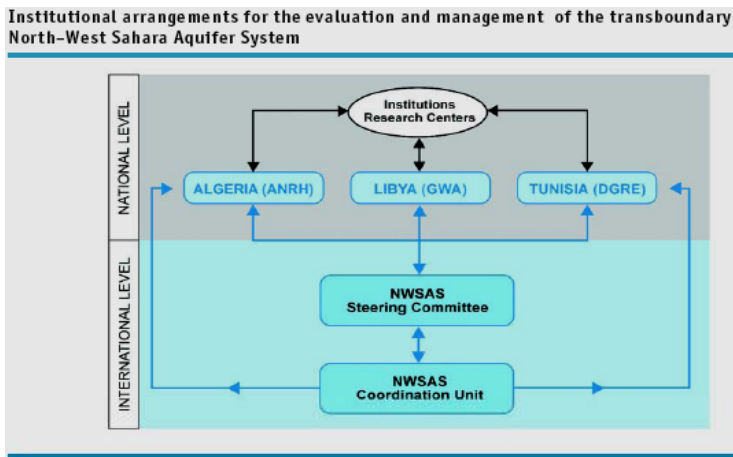 Institutional arrangements for the evaluation and management of the transboundary
North-West Sahara Aquifer System
NATIONAL LEVEL
Institutions
Research Centers
ALGERIA (ANRH)
LIBYA (GWA)
TUNISIA (DGRE)
INTERNATIONAL LEVEL
NWSAS
Steering Committee
NWSAS
Coordination Unit